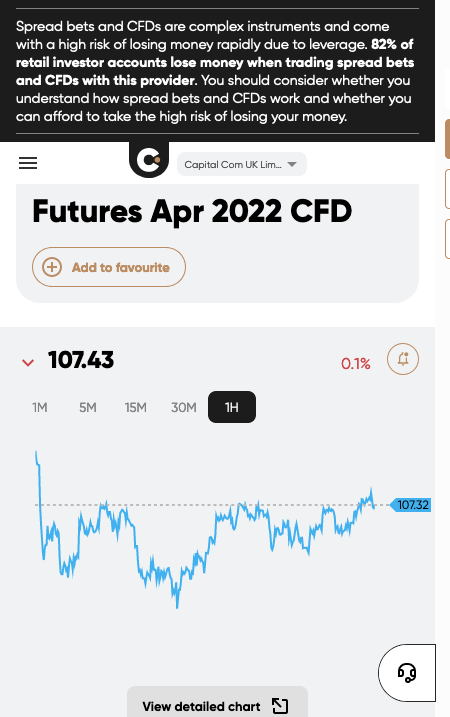 Spread bets and CFDs are complex instruments and come
with a high risk of losing money rapidly due to leverage. 82% of
retail investor accounts lose money when trading spread bets
and CFDs with this provider. You should consider whether you
understand how spread bets and CFDs work and whether you
can afford to take the high risk of losing your money.
Capital Com UK Lim...
Futures Apr 2022 CFD
Add to favourite
107.43
0.1%
1M 5M 15M 30M 1H
107.32
View detailed chart